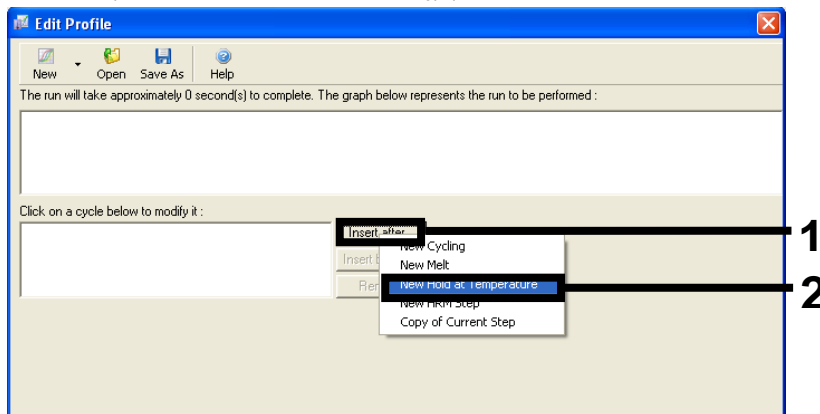 Edit Profile
New Open Save As Help
The run will take approximately 0 second(s) to complete. The graph below represents the run to be performed :
Click on a cycle below to modify it :
Insert after... 1
New Cycling
Insert
New Melt
New Hold at Temperature 2
New HRM Step
Copy of Current Step